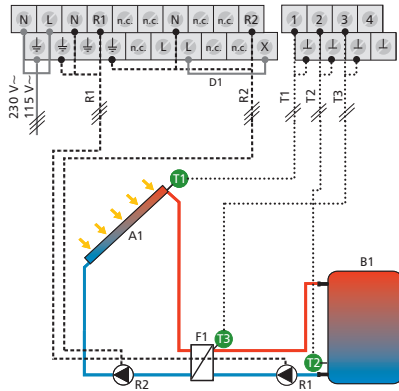 N L N R1 n.c. n.c. N n.c. R2 1 2 3 4
n.c. N L L n.c. X
D1
230 V~
115 V~
R1
R2
T1
T2
T3
T1
A1
B1
F1
T3
T2
R2
R1